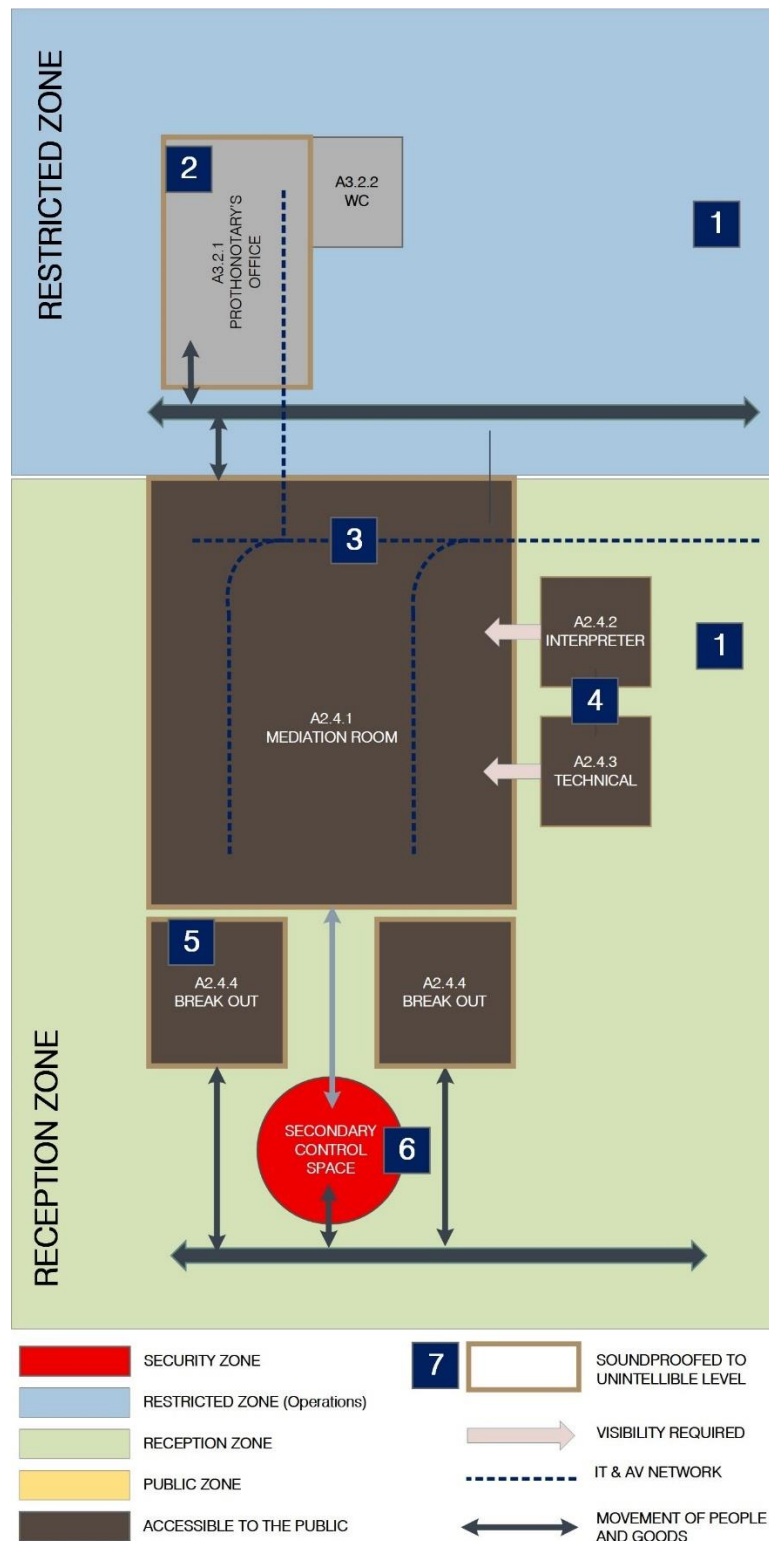 RESTRICTED ZONE
2
A3.2.1
PROTHONOTARY'S
OFFICE
A3.2.2
WC
1
3
A2.4.1
MEDIATION ROOM
A2.4.2
INTERPRETER
1
4
A2.4.3
TECHNICAL
RECEPTION ZONE
5
A2.4.4
BREAK OUT
A2.4.4
BREAK OUT
SECONDARY
CONTROL
SPACE
6
SECURITY ZONE
RESTRICTED ZONE (Operations)
RECEPTION ZONE
PUBLIC ZONE
ACCESSIBLE TO THE PUBLIC
7
SOUNDPROOFED TO
UNINTELLIBLE LEVEL
VISIBILITY REQUIRED
IT & AV NETWORK
MOVEMENT OF PEOPLE
AND GOODS